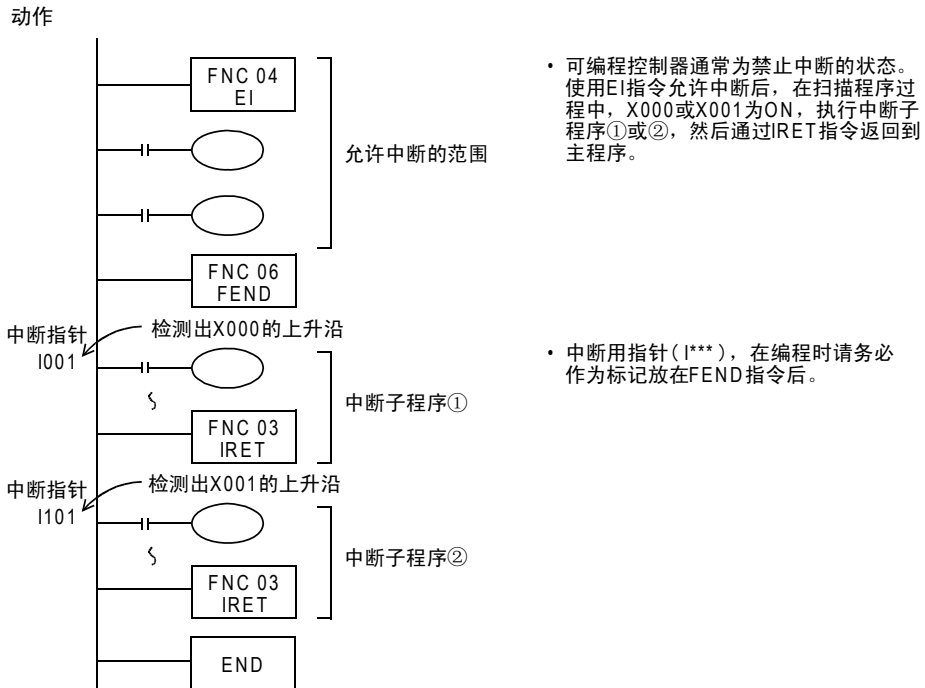 动作
FNC 04
EI
允许中断的范围
FNC 06
FEND
• 可编程控制器通常为禁止中断的状态。
使用EI指令允许中断后，在扫描程序过
程中，X000或X001为ON，执行中断子
程序①或②，然后通过IRET指令返回到
主程序。
中断指针
I001
检测出X000的上升沿
中断子程序①
FNC 03
IRET
• 中断用指针(I***)，在编程时请务必
作为标记放在FEND指令后。
中断指针
I101
检测出X001的上升沿
中断子程序②
FNC 03
IRET
END